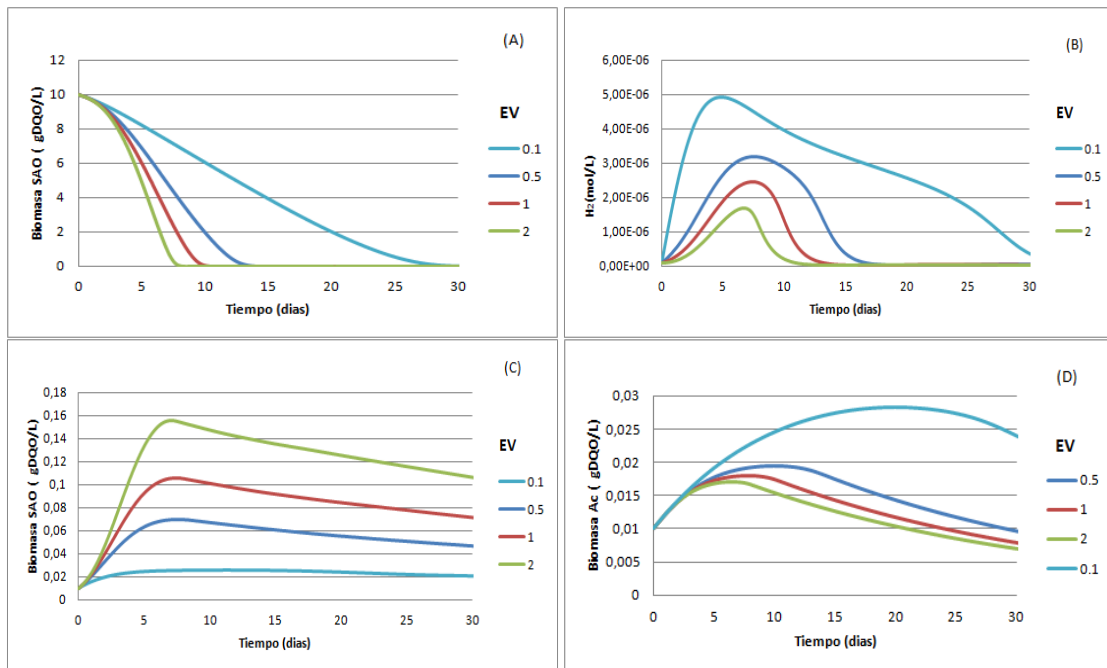 (A)
12
10
8
6
4
2
0
Biomasa SAO ( gDQO/L)
0 5 10 15 20 25 30
Tiempo (dias)
EV
0.1
0.5
1
2
(B)
6,00E-06
5,00E-06
4,00E-06
3,00E-06
2,00E-06
1,00E-06
0,00E+00
H2(mol/L)
0 5 10 15 20 25 30
Tiempo (dias)
EV
0.1
0.5
1
2
(C)
0,18
0,16
0,14
0,12
0,1
0,08
0,06
0,04
0,02
0
Biomasa SAO ( gDQO/L)
0 5 10 15 20 25 30
Tiempo (dias)
EV
0.1
0.5
1
2
(D)
0,03
0,025
0,02
0,015
0,01
0,005
0
Biomasa Ac ( gDQO/L)
0 5 10 15 20 25 30
Tiempo (dias)
EV
0.5
1
2
0.1